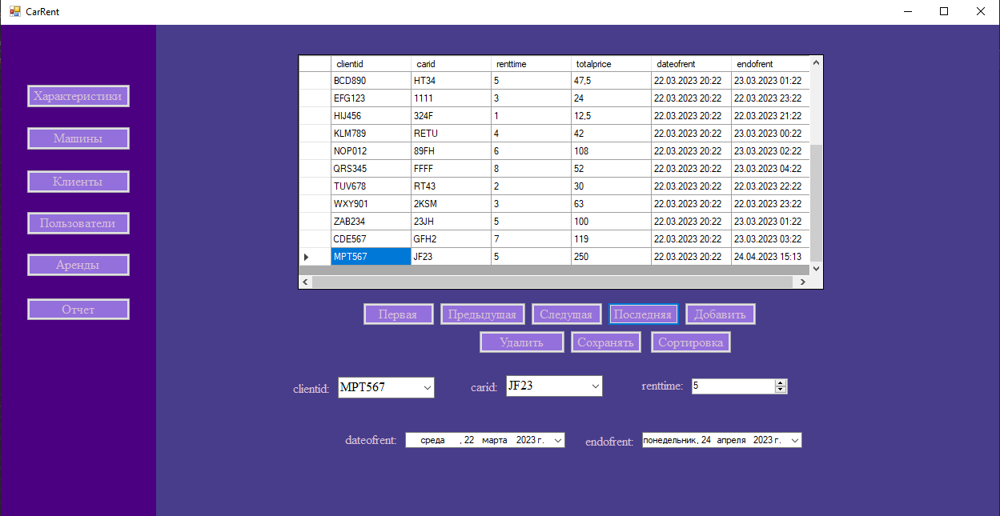 CarRent
Характеристики
Машины
Клиенты
Пользователи
Аренды
Отчет
clientid carid renttime totalprice dateofrent endofrent
BCD890 HT34 5 47,5 22.03.2023 20:22 23.03.2023 01:22
EFG123 1111 3 24 22.03.2023 20:22 22.03.2023 23:22
HIJ456 324F 1 12,5 22.03.2023 20:22 22.03.2023 21:22
KLM789 RETU 4 42 22.03.2023 20:22 23.03.2023 00:22
NOP012 89FH 6 108 22.03.2023 20:22 23.03.2023 02:22
QRS345 FFFF 8 52 22.03.2023 20:22 23.03.2023 04:22
TUV678 RT43 2 30 22.03.2023 20:22 22.03.2023 22:22
WXY901 2KSM 3 63 22.03.2023 20:22 22.03.2023 23:22
ZAB234 23JH 5 100 22.03.2023 20:22 23.03.2023 01:22
CDE567 GFH2 7 119 22.03.2023 20:22 23.03.2023 03:22
MPT567 JF23 5 250 22.03.2023 20:22 24.04.2023 15:13
Первая Предыдущая Следущая Последняя Добавить
Удалить Сохранять Сортировка
clientid: MPT567 carid: JF23 renttime: 5
dateofrent: среда , 22 марта 2023 г. endofrent: понедельник, 24 апреля 2023 г.